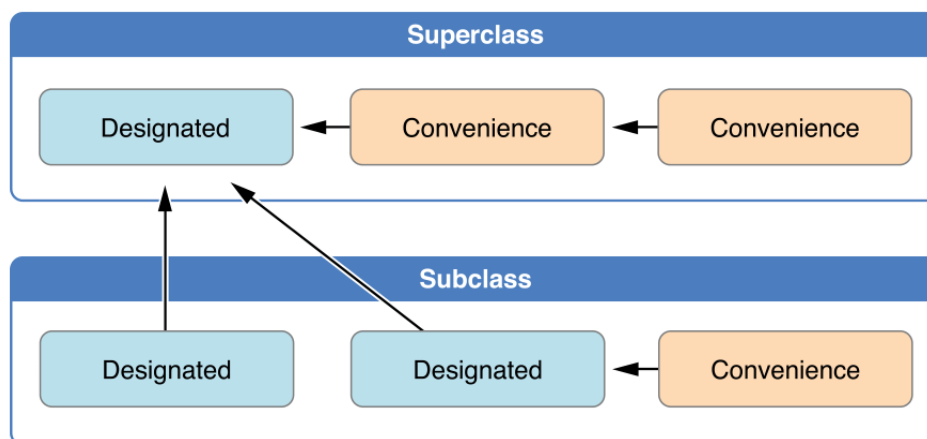 Superclass
Designated
Convenience
Convenience
Subclass
Designated
Designated
Convenience